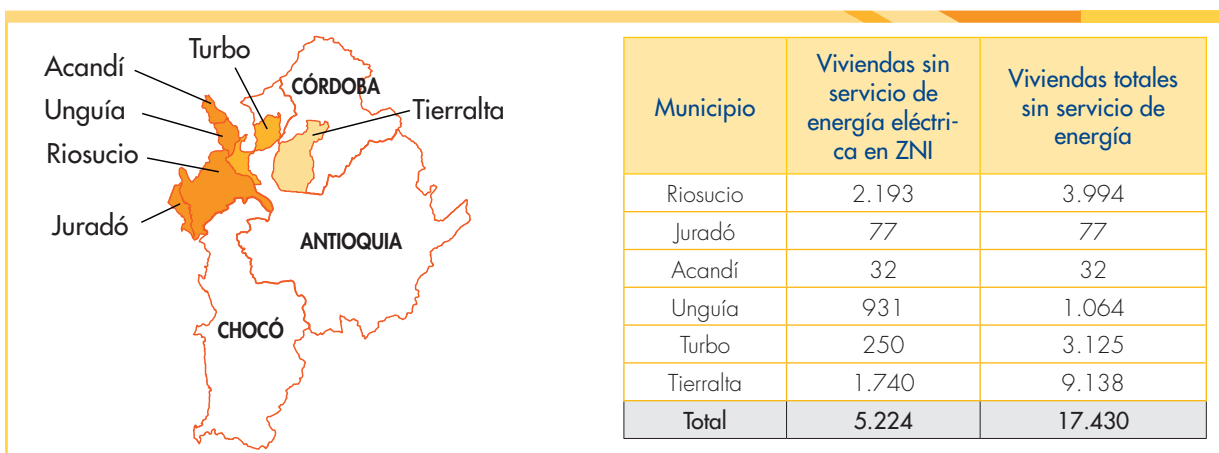 Acandí
Turbo
Unguía
Riosucio
Juradó
CÓRDOBA
Tierralta
ANTIOQUIA
CHOCÓ
Municipio
Viviendas sin
servicio de
energía eléctri-
ca en ZNI
Viviendas totales
sin servicio de
energía
Riosucio 2.193 3.994
Juradó 77 77
Acandí 32 32
Unguía 931 1.064
Turbo 250 3.125
Tierralta 1.740 9.138
Total 5.224 17.430